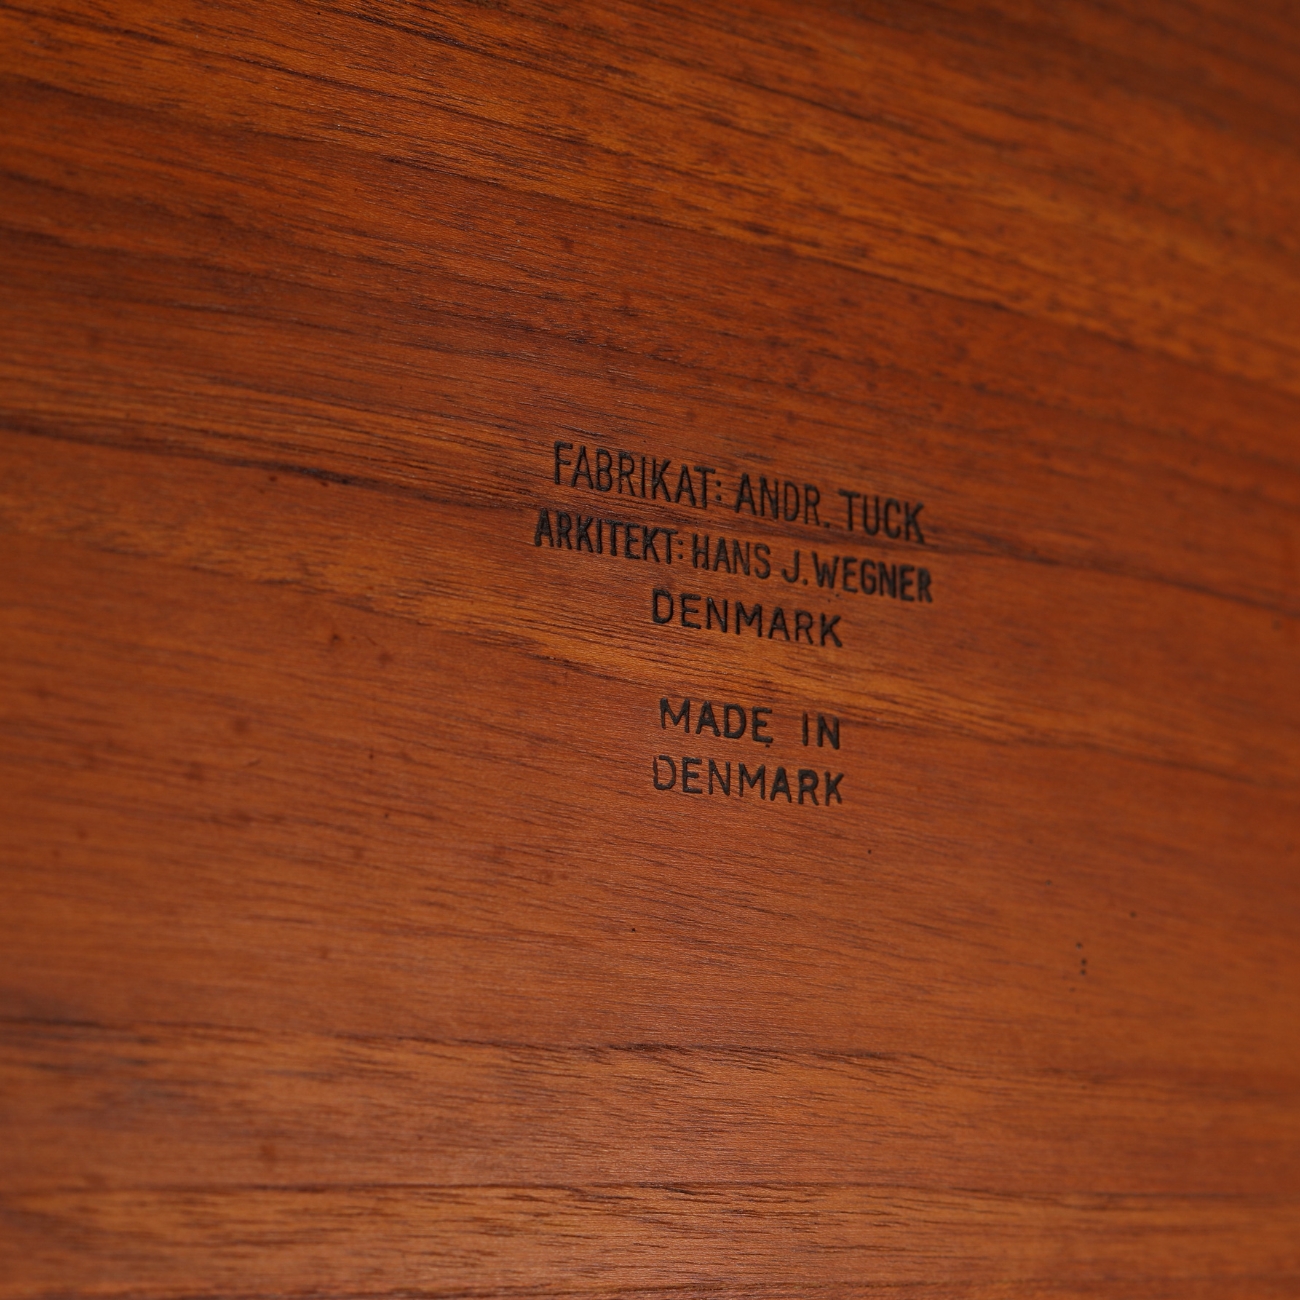 FABRIKAT: ANDR. TUCK
ARKITEKT: HANS J. WEGNER
DENMARK
MADE IN
DENMARK